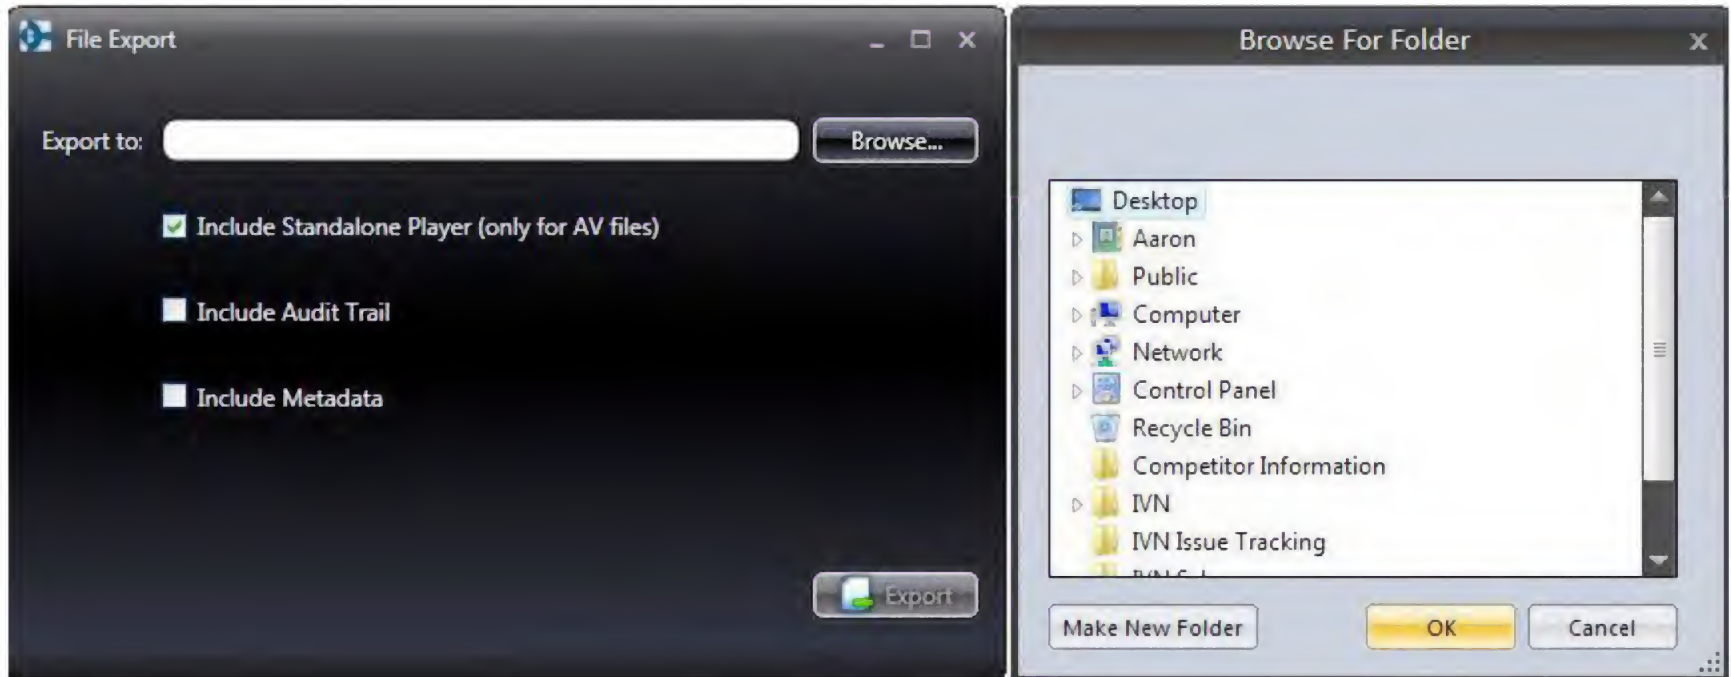 File Export
Export to:
Browse...
Include Standalone Player (only for AV files)
Include Audit Trail
Include Metadata
Export
Browse For Folder
Desktop
Aaron
Public
Computer
Network
Control Panel
Recycle Bin
Competitor Information
IVN
IVN Issue Tracking
Make New Folder
OK
Cancel